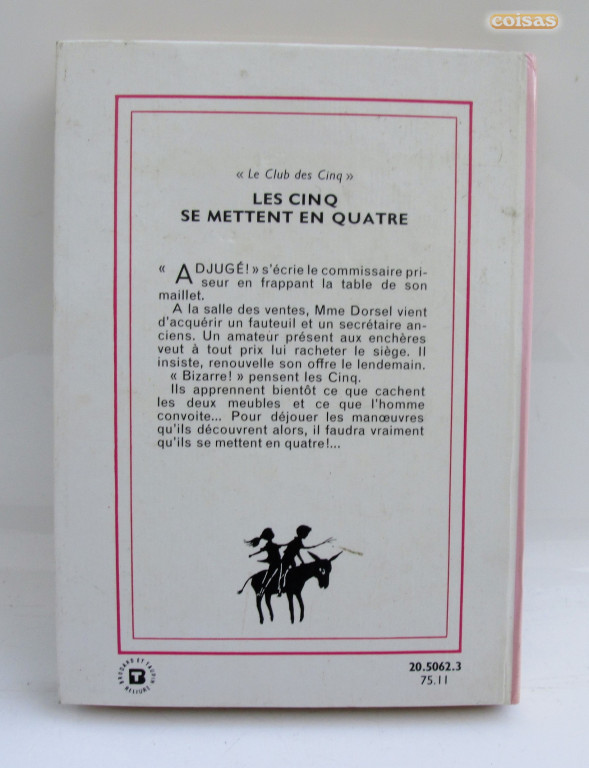 coisas
« Le Club des Cinq »
LES CINQ
SE METTENT EN QUATRE
« ADJUGÉ! » s'écrie le commissaire pri-
seur en frappant la table de son
maillet.
A la salle des ventes, Mme Dorsel vient
d'acquérir un fauteuil et un secrétaire an-
ciens. Un amateur présent aux enchères
veut à tout prix lui racheter le siège. Il
insiste, renouvelle son offre le lendemain.
« Bizarre! » pensent les Cinq.
Ils apprennent bientôt ce que cachent
les deux meubles et ce que l'homme
convoite... Pour déjouer les manœuvres
qu'ils découvrent alors, il faudra vraiment
qu'ils se mettent en quatre!...
BRODARD ET TAUPIN
BT
RELIURE
20.5062.3
75.11